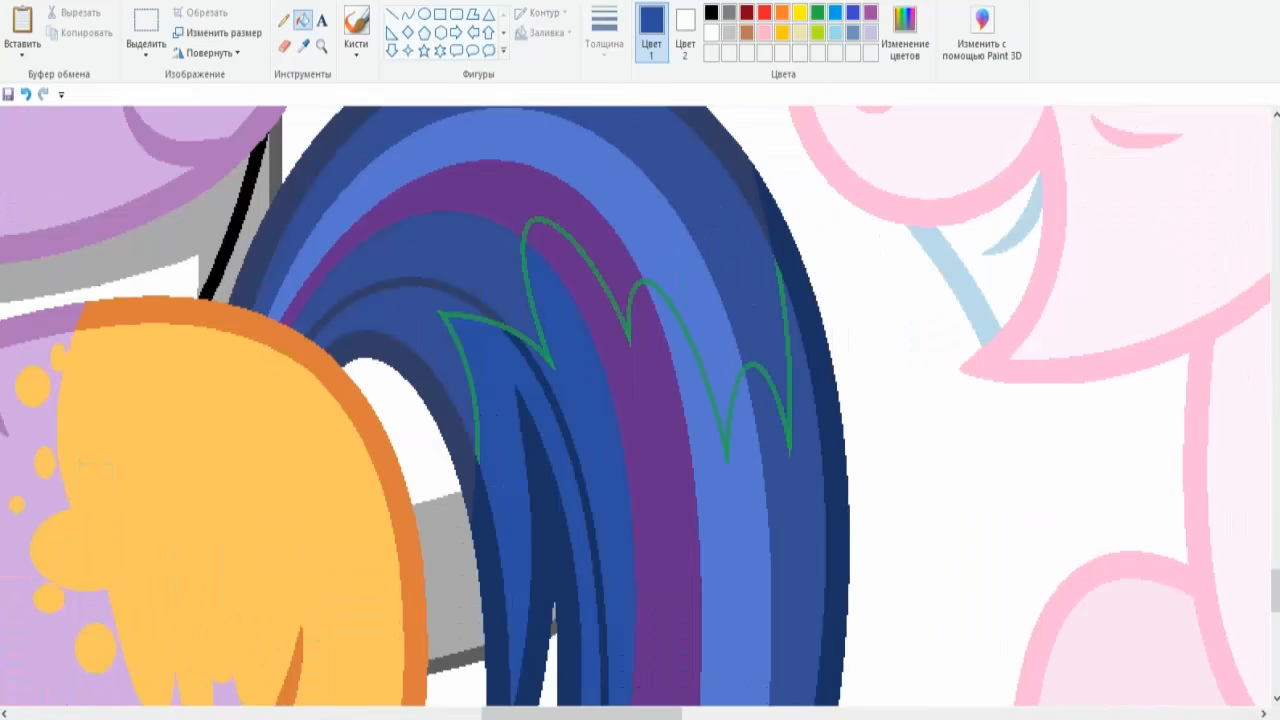 Вставить
Вырезать
Копировать
Буфер обмена
Выделить
Обрезать
Изменить размер
Повернуть
Изображение
A
Инструменты
Кисти
Контур
Заливка
Фигуры
Толщина
Цвет
1
Цвет
2
Цвета
Изменение
цветов
Изменить с
помощью Paint 3D